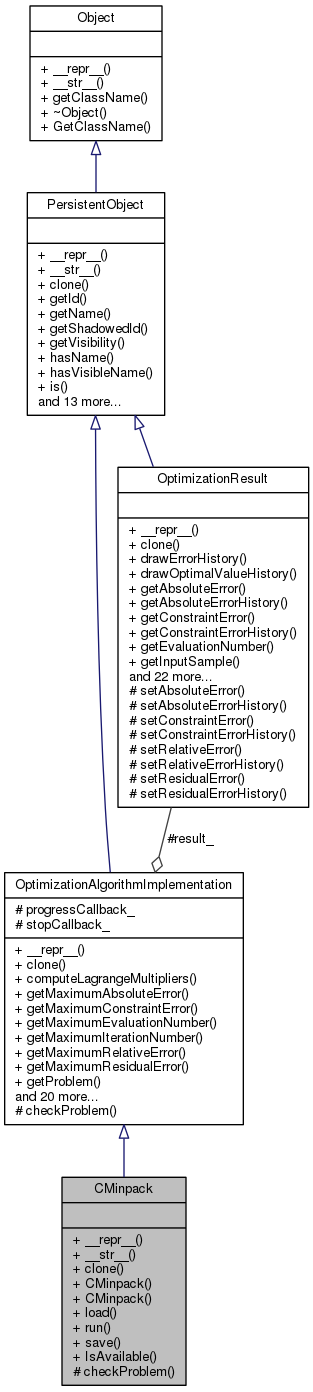 Object
+ __repr__()
+ __str__()
+ getClassName()
+ ~Object()
+ GetClassName()
PersistentObject
+ __repr__()
+ __str__()
+ clone()
+ getId()
+ getName()
+ getShadowedId()
+ getVisibility()
+ hasName()
+ hasVisibleName()
+ is()
and 13 more...
OptimizationResult
+ __repr__()
+ clone()
+ drawErrorHistory()
+ drawOptimalValueHistory()
+ getAbsoluteError()
+ getAbsoluteErrorHistory()
+ getConstraintError()
+ getConstraintErrorHistory()
+ getEvaluationNumber()
+ getInputSample()
and 22 more...
# setAbsoluteError()
# setAbsoluteErrorHistory()
# setConstraintError()
# setConstraintErrorHistory()
# setRelativeError()
# setRelativeErrorHistory()
# setResidualError()
# setResidualErrorHistory()
#result_
OptimizationAlgorithmImplementation
# progressCallback_
# stopCallback_
+ __repr__()
+ clone()
+ computeLagrangeMultipliers()
+ getMaximumAbsoluteError()
+ getMaximumConstraintError()
+ getMaximumEvaluationNumber()
+ getMaximumIterationNumber()
+ getMaximumRelativeError()
+ getMaximumResidualError()
+ getProblem()
and 20 more...
# checkProblem()
CMinpack
+ __repr__()
+ __str__()
+ clone()
+ CMinpack()
+ CMinpack()
+ load()
+ run()
+ save()
+ IsAvailable()
# checkProblem()